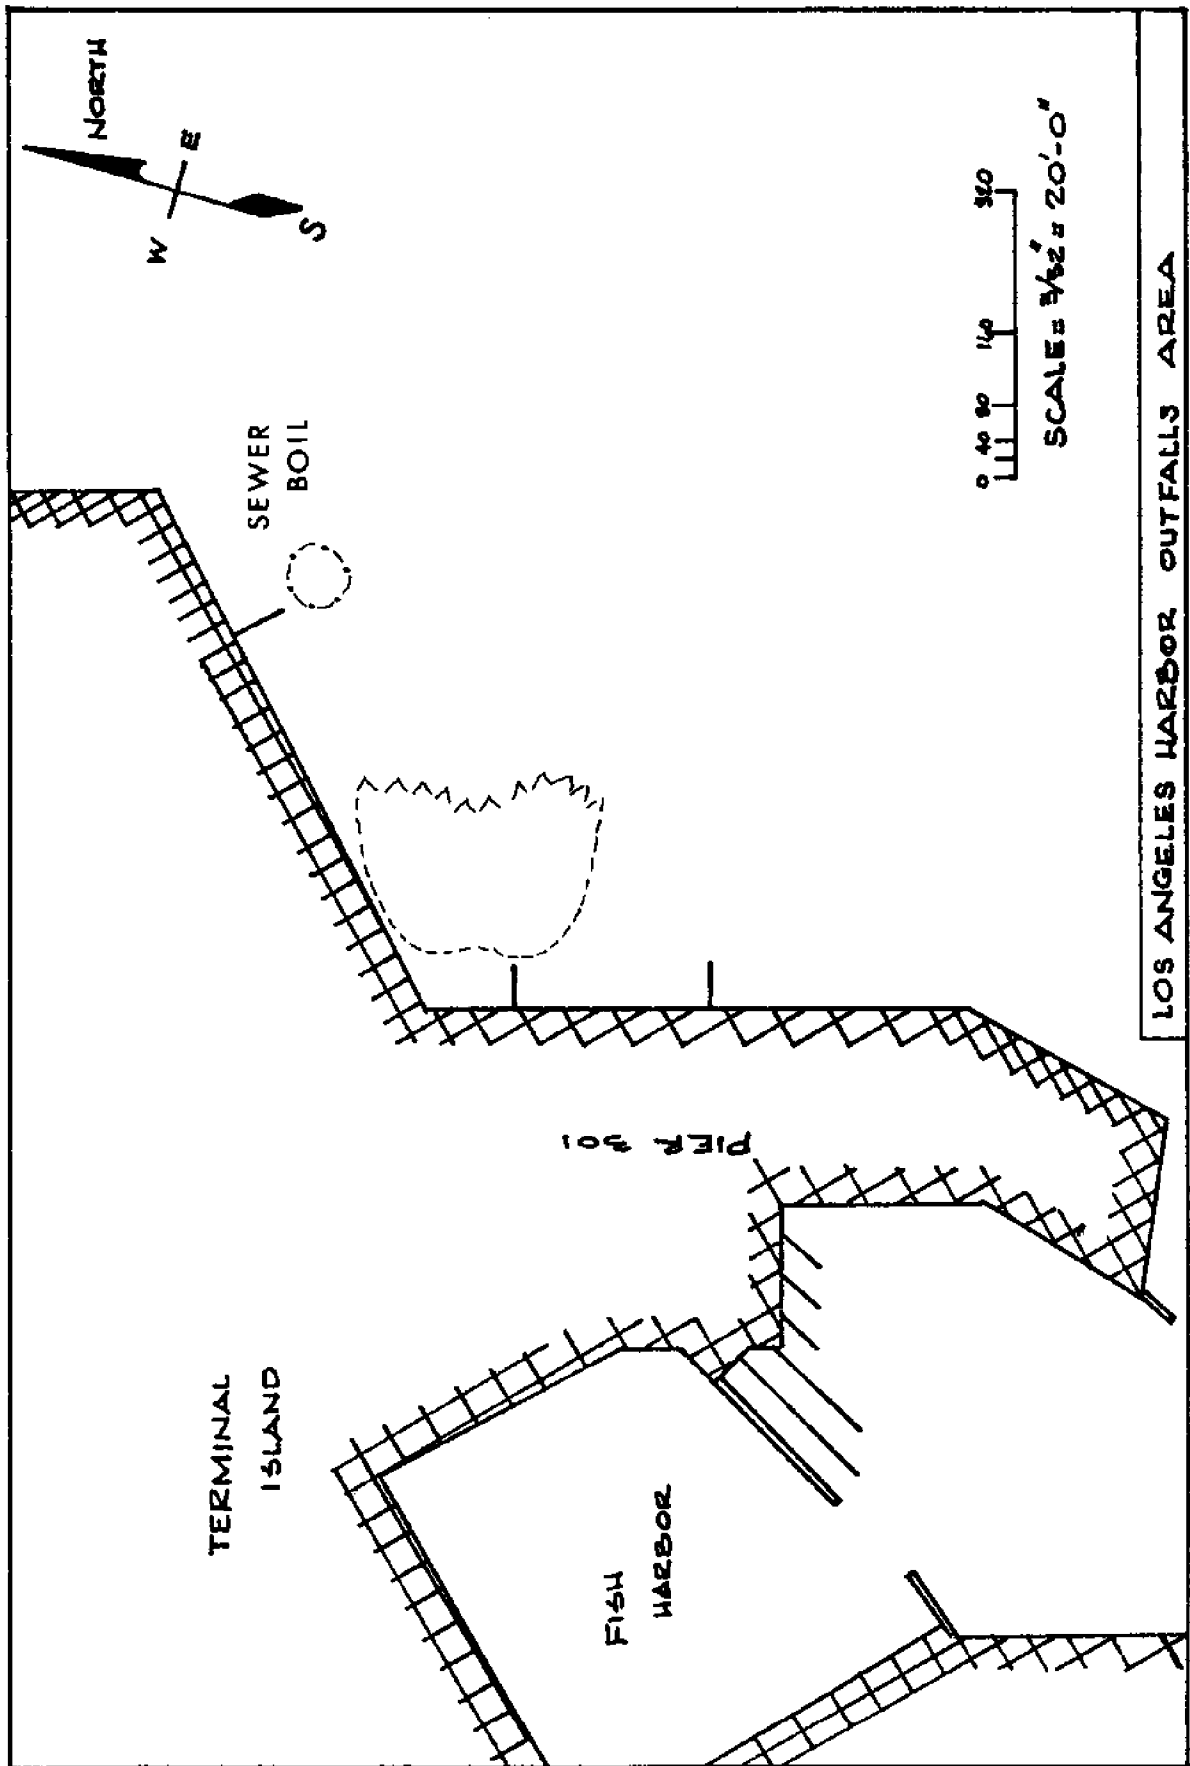 NORTH
W E
S
SEWER
BOIL
TERMINAL
ISLAND
PIER 301
FISH
HARBOR
0 40 80 160 320
SCALE = 3/32" = 20'-0"
LOS ANGELES HARBOR OUTFALLS AREA